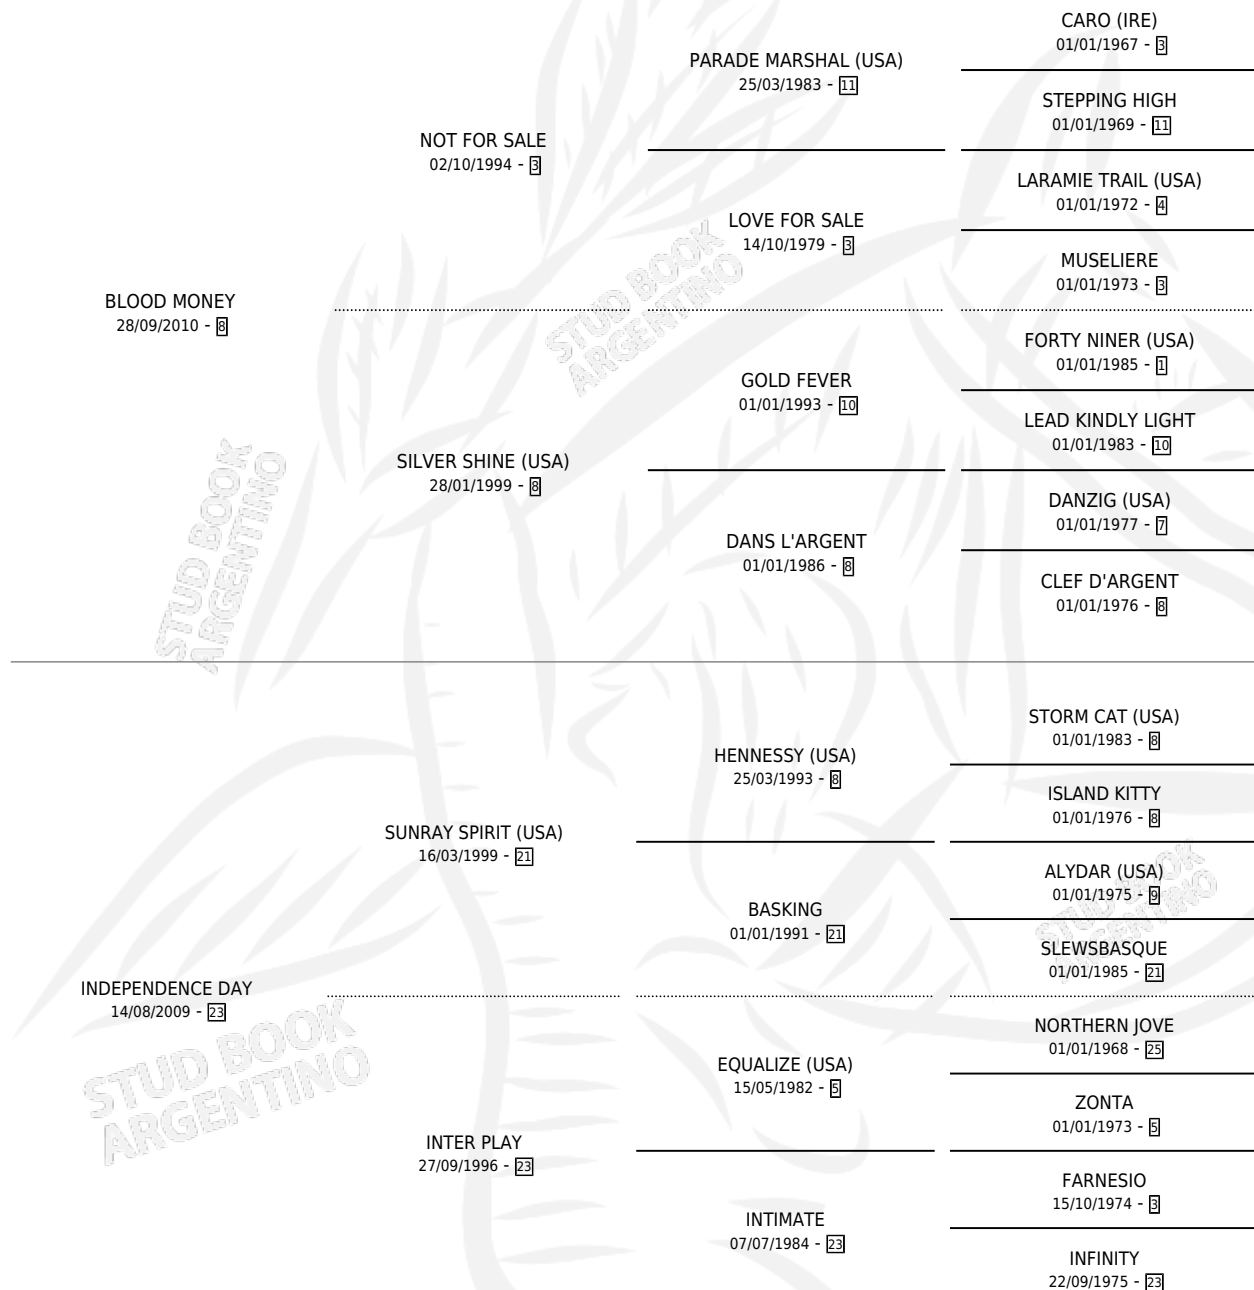 CARO (IRE)
01/01/1967 - 3
PARADE MARSHAL (USA)
25/03/1983 - 11
STEPPING HIGH
01/01/1969 - 11
NOT FOR SALE
02/10/1994 - 3
LARAMIE TRAIL (USA)
01/01/1972 - 4
LOVE FOR SALE
14/10/1979 - 3
MUSELIERE
01/01/1973 - 3
BLOOD MONEY
28/09/2010 - 8
STUD BOOK
ARGENTINO
FORTY NINER (USA)
01/01/1985 - 1
GOLD FEVER
01/01/1993 - 10
LEAD KINDLY LIGHT
01/01/1983 - 10
SILVER SHINE (USA)
28/01/1999 - 8
DANZIG (USA)
01/01/1977 - 7
DANS L'ARGENT
01/01/1986 - 8
CLEF D'ARGENT
01/01/1976 - 8
STUD BOOK
ARGENTINO
STORM CAT (USA)
01/01/1983 - 8
HENNESSY (USA)
25/03/1993 - 8
ISLAND KITTY
01/01/1976 - 8
SUNRAY SPIRIT (USA)
16/03/1999 - 21
ALYDAR (USA)
01/01/1975 - 9
STUD BOOK
ARGENTINO
BASKING
01/01/1991 - 21
SLEWSBASQUE
01/01/1985 - 21
INDEPENDENCE DAY
14/08/2009 - 23
STUD BOOK
ARGENTINO
NORTHERN JOVE
01/01/1968 - 25
EQUALIZE (USA)
15/05/1982 - 5
ZONTA
01/01/1973 - 5
INTER PLAY
27/09/1996 - 23
FARNESIO
15/10/1974 - 3
INTIMATE
07/07/1984 - 23
INFINITY
22/09/1975 - 23